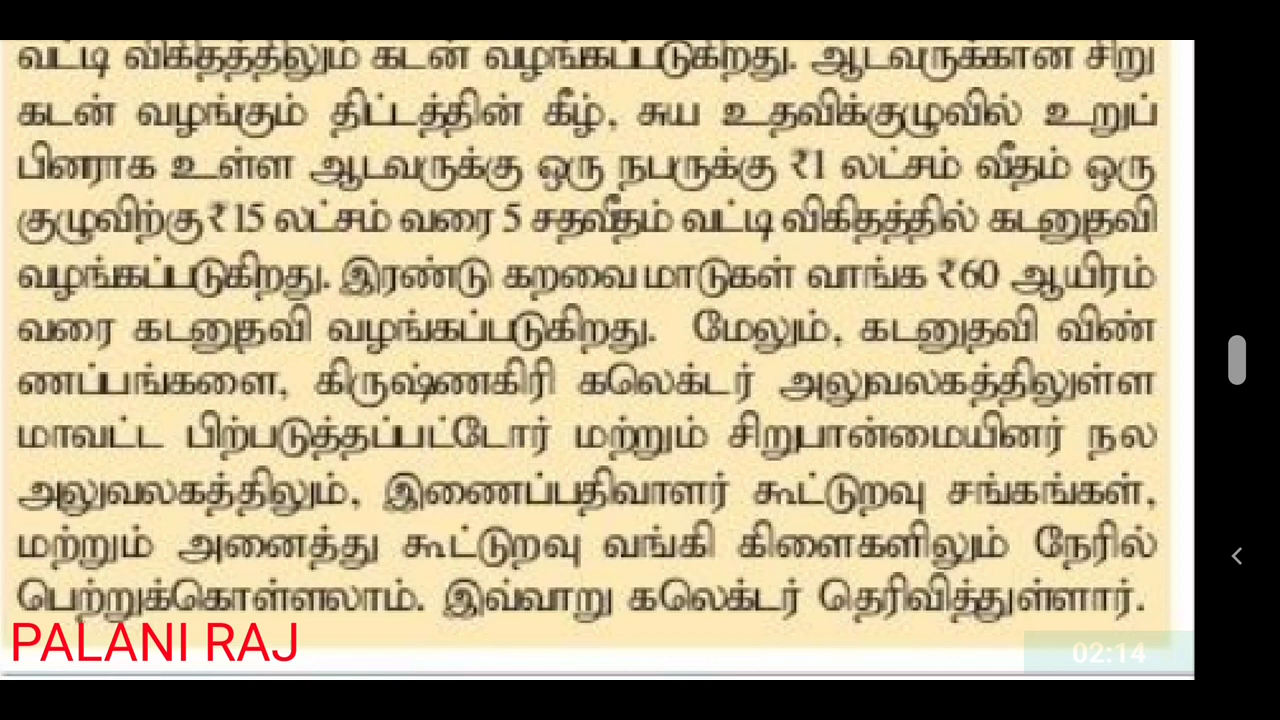 வட்டி விகிதத்திலும் கடன் வழங்கப்படுகிறது. ஆடவருக்கான சிறு
கடன் வழங்கும் திட்டத்தின் கீழ், சுய உதவிக்குழுவில் உறுப்
பினராக உள்ள ஆடவருக்கு ஒரு நபருக்கு ₹1 லட்சம் வீதம் ஒரு
குழுவிற்கு ₹15 லட்சம் வரை 5 சதவீதம் வட்டி விகிதத்தில் கடனுதவி
வழங்கப்படுகிறது. இரண்டு கறவை மாடுகள் வாங்க ₹60 ஆயிரம்
வரை கடனுதவி வழங்கப்படுகிறது. மேலும், கடனுதவி விண்
ணப்பங்களை, கிருஷ்ணகிரி கலெக்டர் அலுவலகத்திலுள்ள
மாவட்ட பிற்படுத்தப்பட்டோர் மற்றும் சிறுபான்மையினர் நல
அலுவலகத்திலும், இணைப்பதிவாளர் கூட்டுறவு சங்கங்கள்,
மற்றும் அனைத்து கூட்டுறவு வங்கி கிளைகளிலும் நேரில்
பெற்றுக்கொள்ளலாம். இவ்வாறு கலெக்டர் தெரிவித்துள்ளார்.
PALANI RAJ
02:14